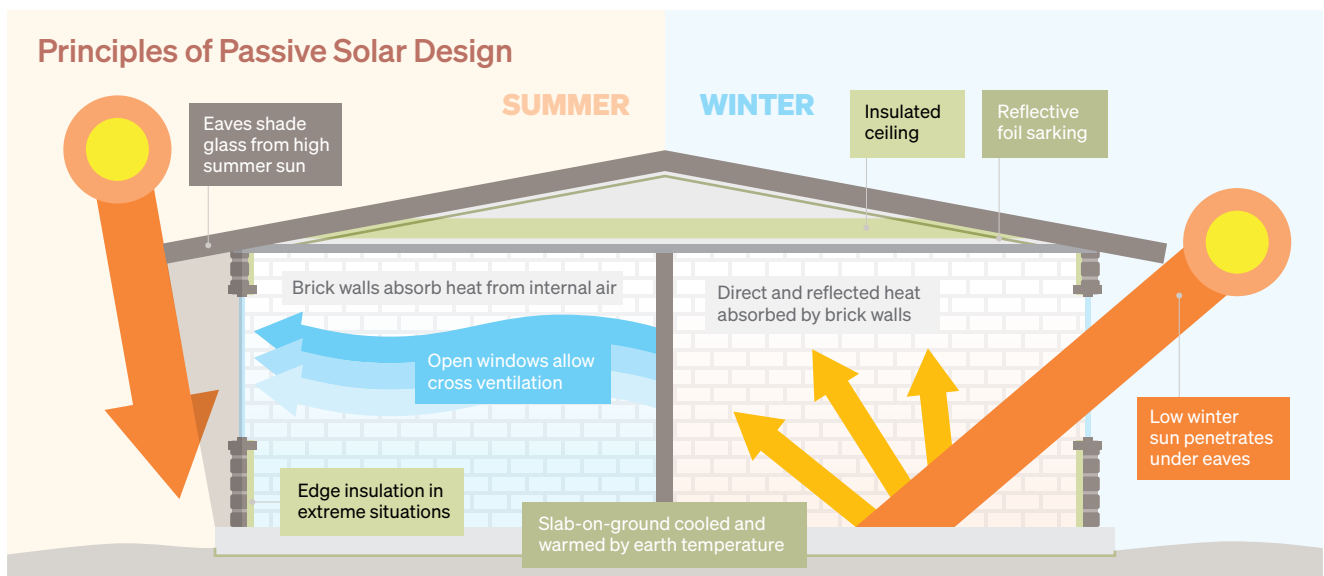 Principles of Passive Solar Design
SUMMER
WINTER
Eaves shade
glass from high
summer sun
Insulated
ceiling
Reflective
foil sarking
Brick walls absorb heat from internal air
Direct and reflected heat
absorbed by brick walls
Open windows allow
cross ventilation
Low winter
sun penetrates
under eaves
Edge insulation in
extreme situations
Slab-on-ground cooled and
warmed by earth temperature